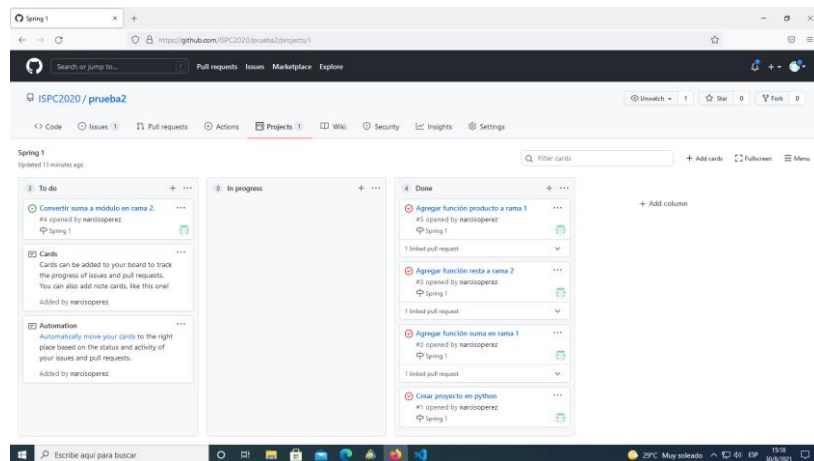 Spring 1
https://github.com/ISPC2020/prueba2/projects/1
Search or jump to...
/
Pull requests Issues Marketplace Explore
ISPC2020 / prueba2
Unwatch 1 Star 0 Fork 0
Code Issues 1 Pull requests Actions Projects 1 Wiki Security Insights Settings
Spring 1
Updated 13 minutes ago
Filter cards
+ Add cards Fullscreen Menu
3 To do
Convertir suma a módulo en rama 2.
#4 opened by narcisoperez
Spring 1
Cards
Cards can be added to your board to track
the progress of issues and pull requests.
You can also add note cards, like this one!
Added by narcisoperez
Automation
Automatically move your cards to the right
place based on the status and activity of
your issues and pull requests.
Added by narcisoperez
0 In progress
4 Done
Agregar función producto a rama 1
#5 opened by narcisoperez
Spring 1
1 linked pull request
Agregar función resta a rama 2
#3 opened by narcisoperez
Spring 1
1 linked pull request
Agregar función suma en rama 1
#2 opened by narcisoperez
Spring 1
1 linked pull request
Crear proyecto en python
#1 opened by narcisoperez
Spring 1
+ Add column
Escribe aquí para buscar
29°C Muy soleado
ESP
15:18
30/8/2021